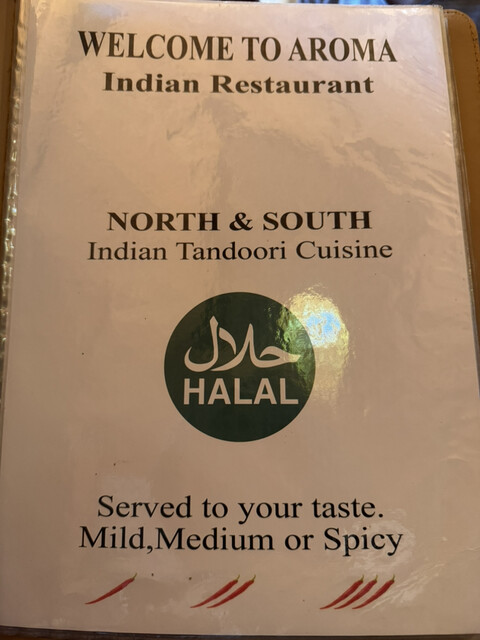 WELCOME TO AROMA
Indian Restaurant
NORTH & SOUTH
Indian Tandoori Cuisine
حلال
HALAL
Served to your taste.
Mild,Medium or Spicy